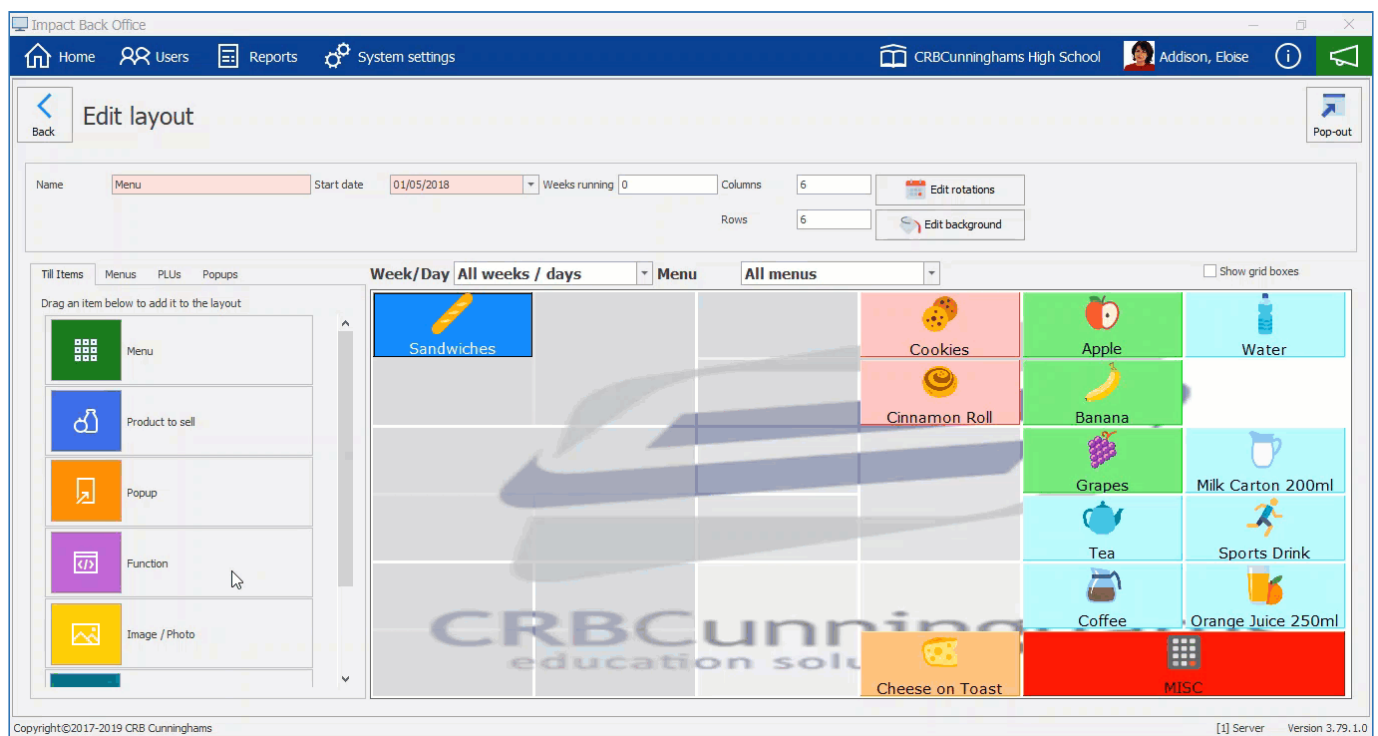 Impact Back Office
Home Users Reports System settings CRBCunninghams High School Addison, Eloise
Back Edit layout Pop-out
Name Menu Start date 01/05/2018 Weeks running 0 Columns 6 Edit rotations
Rows 6 Edit background
Till Items Menus PLUs Popups Week/Day All weeks / days Menu All menus Show grid boxes
Drag an item below to add it to the layout
Menu
Product to sell
Popup
Function
Image / Photo
Sandwiches Cookies Apple Water
Cinnamon Roll Banana
Grapes Milk Carton 200ml
Tea Sports Drink
Coffee Orange Juice 250ml
CRBCunning
education solu
Cheese on Toast MISC
Copyright©2017-2019 CRB Cunninghams [1] Server Version 3.79.1.0